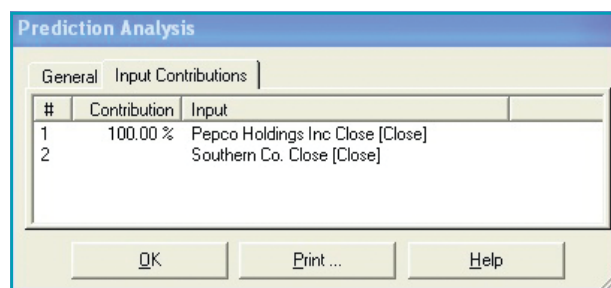 Prediction Analysis
General Input Contributions
# Contribution Input
1 100.00 % Pepco Holdings Inc Close [Close]
2 Southern Co. Close [Close]
OK Print ... Help